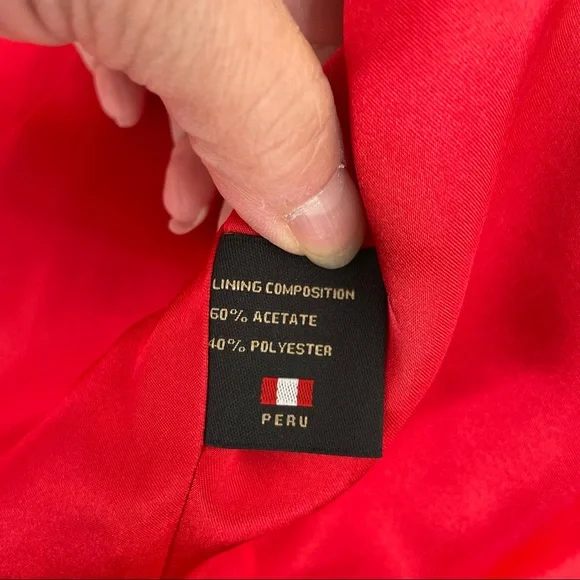 LINING COMPOSITION
60% ACETATE
40% POLYESTER
PERU